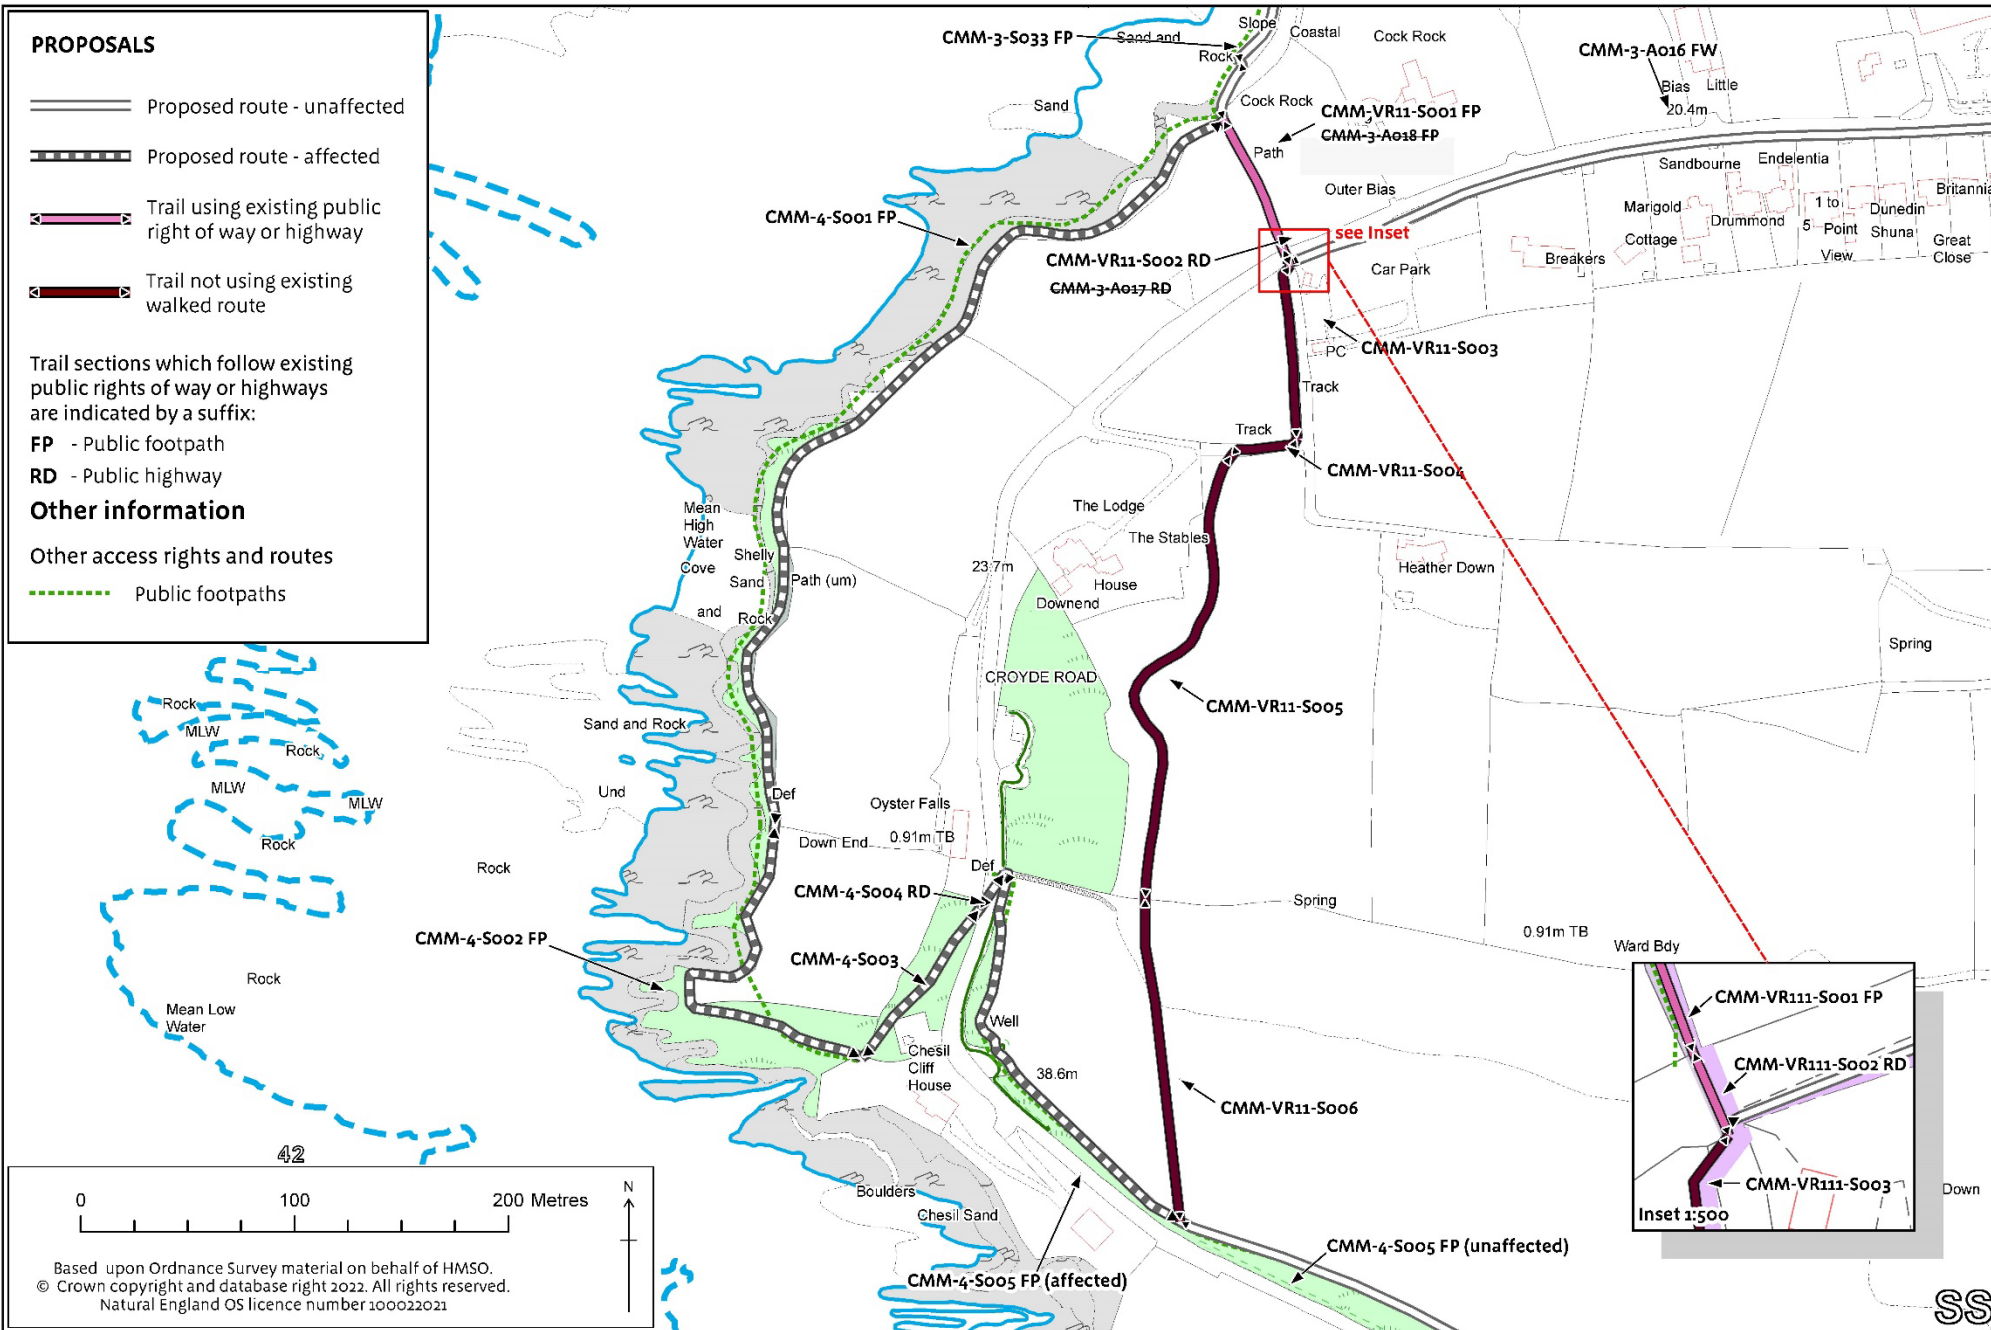 PROPOSALS
Proposed route - unaffected
Proposed route - affected
Trail using existing public
right of way or highway
Trail not using existing
walked route
Trail sections which follow existing
public rights of way or highways
are indicated by a suffix:
FP - Public footpath
RD - Public highway
Other information
Other access rights and routes
Public footpaths
CMM-3-S033 FP
Sand and
Rock
Slope
Coastal
Cock Rock
CMM-3-A016 FW
Bias
Little
20.4m
Sand
Cock Rock
CMM-VR11-S001 FP
CMM-3-A018 FP
Path
Outer Bias
Sandbourne
Endelentia
Britannia
Marigold
Cottage
Drummond
1 to
5
Point
View
Dunedin
Shuna
Great
Close
CMM-4-S001 FP
see Inset
CMM-VR11-S002 RD
CMM-3-A017 RD
Car Park
Breakers
CMM-VR11-S003
PC
Track
Track
CMM-VR11-S004
Mean
High
Water
Cove
Shelly
Sand
and
Rock
Path (um)
The Lodge
The Stables
House
Downend
23.7m
Heather Down
Spring
CROYDE ROAD
CMM-VR11-S005
Rock
MLW
Rock
MLW
MLW
Rock
Sand and Rock
Und
Def
Oyster Falls
Down End
0.91m TB
Rock
Def
CMM-4-S004 RD
Spring
0.91m TB
Ward Bdy
CMM-4-S002 FP
CMM-4-S003
Rock
Mean Low
Water
Well
Chesil
Cliff
House
38.6m
CMM-VR11-S006
CMM-VR111-S001 FP
CMM-VR111-S002 RD
CMM-VR111-S003
Inset 1:500
Down
42
Boulders
Chesil Sand
CMM-4-S005 FP (unaffected)
CMM-4-S005 FP (affected)
SS
0 100 200 Metres
N
Based upon Ordnance Survey material on behalf of HMSO.
© Crown copyright and database right 2022. All rights reserved.
Natural England OS licence number 100022021